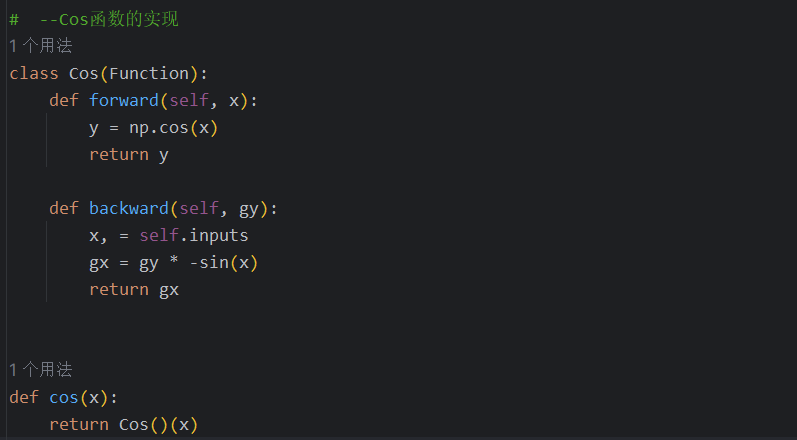 #  --Cos函数的实现
1 个用法
class Cos(Function):
    def forward(self, x):
        y = np.cos(x)
        return y
    def backward(self, gy):
        x, = self.inputs
        gx = gy * -sin(x)
        return gx
1 个用法
def cos(x):
    return Cos()(x)